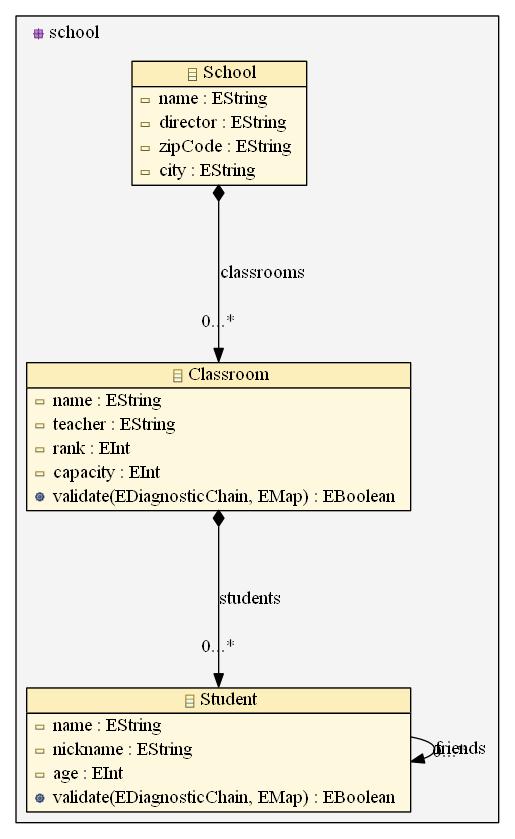 school
School
name : EString
director : EString
zipCode : EString
city : EString
classrooms
0...*
Classroom
name : EString
teacher : EString
rank : EInt
capacity : EInt
validate(EDiagnosticChain, EMap) : EBoolean
students
0...*
Student
name : EString
nickname : EString
age : EInt
validate(EDiagnosticChain, EMap) : EBoolean
friends